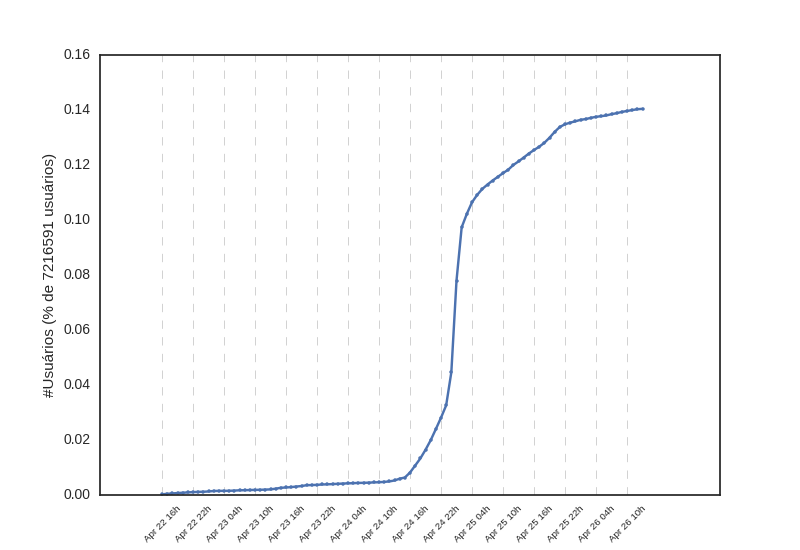 0.16
0.14
0.12
0.10
0.08
0.06
0.04
0.02
0.00
#Usuários (% de 7216591 usuários)
Apr 22 16h
Apr 22 22h
Apr 23 04h
Apr 23 10h
Apr 23 16h
Apr 23 22h
Apr 24 04h
Apr 24 10h
Apr 24 16h
Apr 24 22h
Apr 25 04h
Apr 25 10h
Apr 25 16h
Apr 25 22h
Apr 26 04h
Apr 26 10h